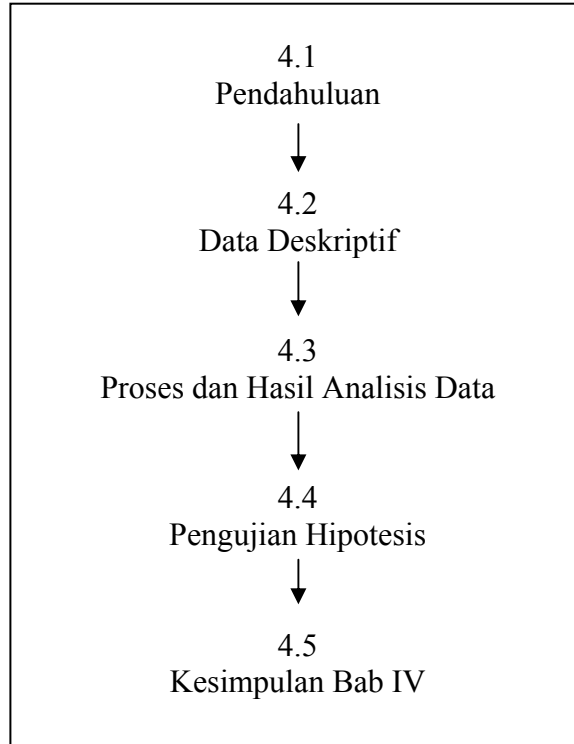 4.1
Pendahuluan
4.2
Data Deskriptif
4.3
Proses dan Hasil Analisis Data
4.4
Pengujian Hipotesis
4.5
Kesimpulan Bab IV